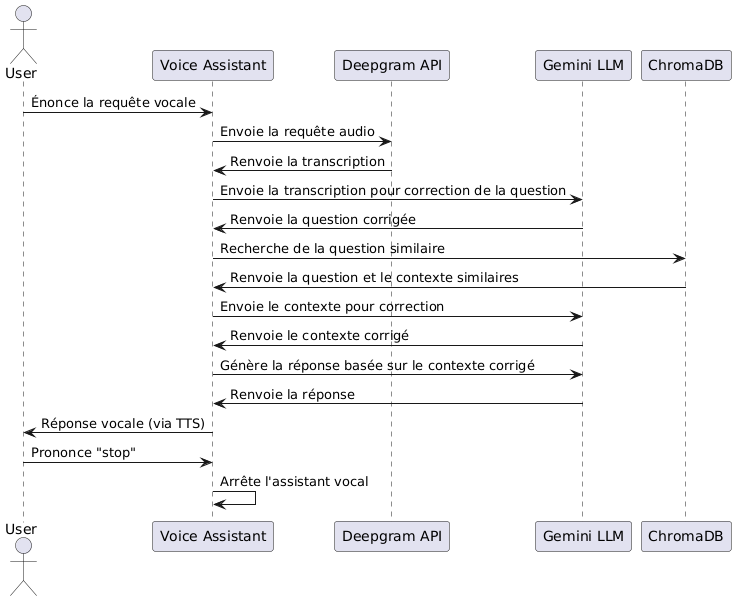 User
Voice Assistant
Deepgram API
Gemini LLM
ChromaDB
Énonce la requête vocale
Envoie la requête audio
Renvoie la transcription
Envoie la transcription pour correction de la question
Renvoie la question corrigée
Recherche de la question similaire
Renvoie la question et le contexte similaires
Envoie le contexte pour correction
Renvoie le contexte corrigé
Génère la réponse basée sur le contexte corrigé
Renvoie la réponse
Réponse vocale (via TTS)
Prononce "stop"
Arrête l'assistant vocal
User
Voice Assistant
Deepgram API
Gemini LLM
ChromaDB